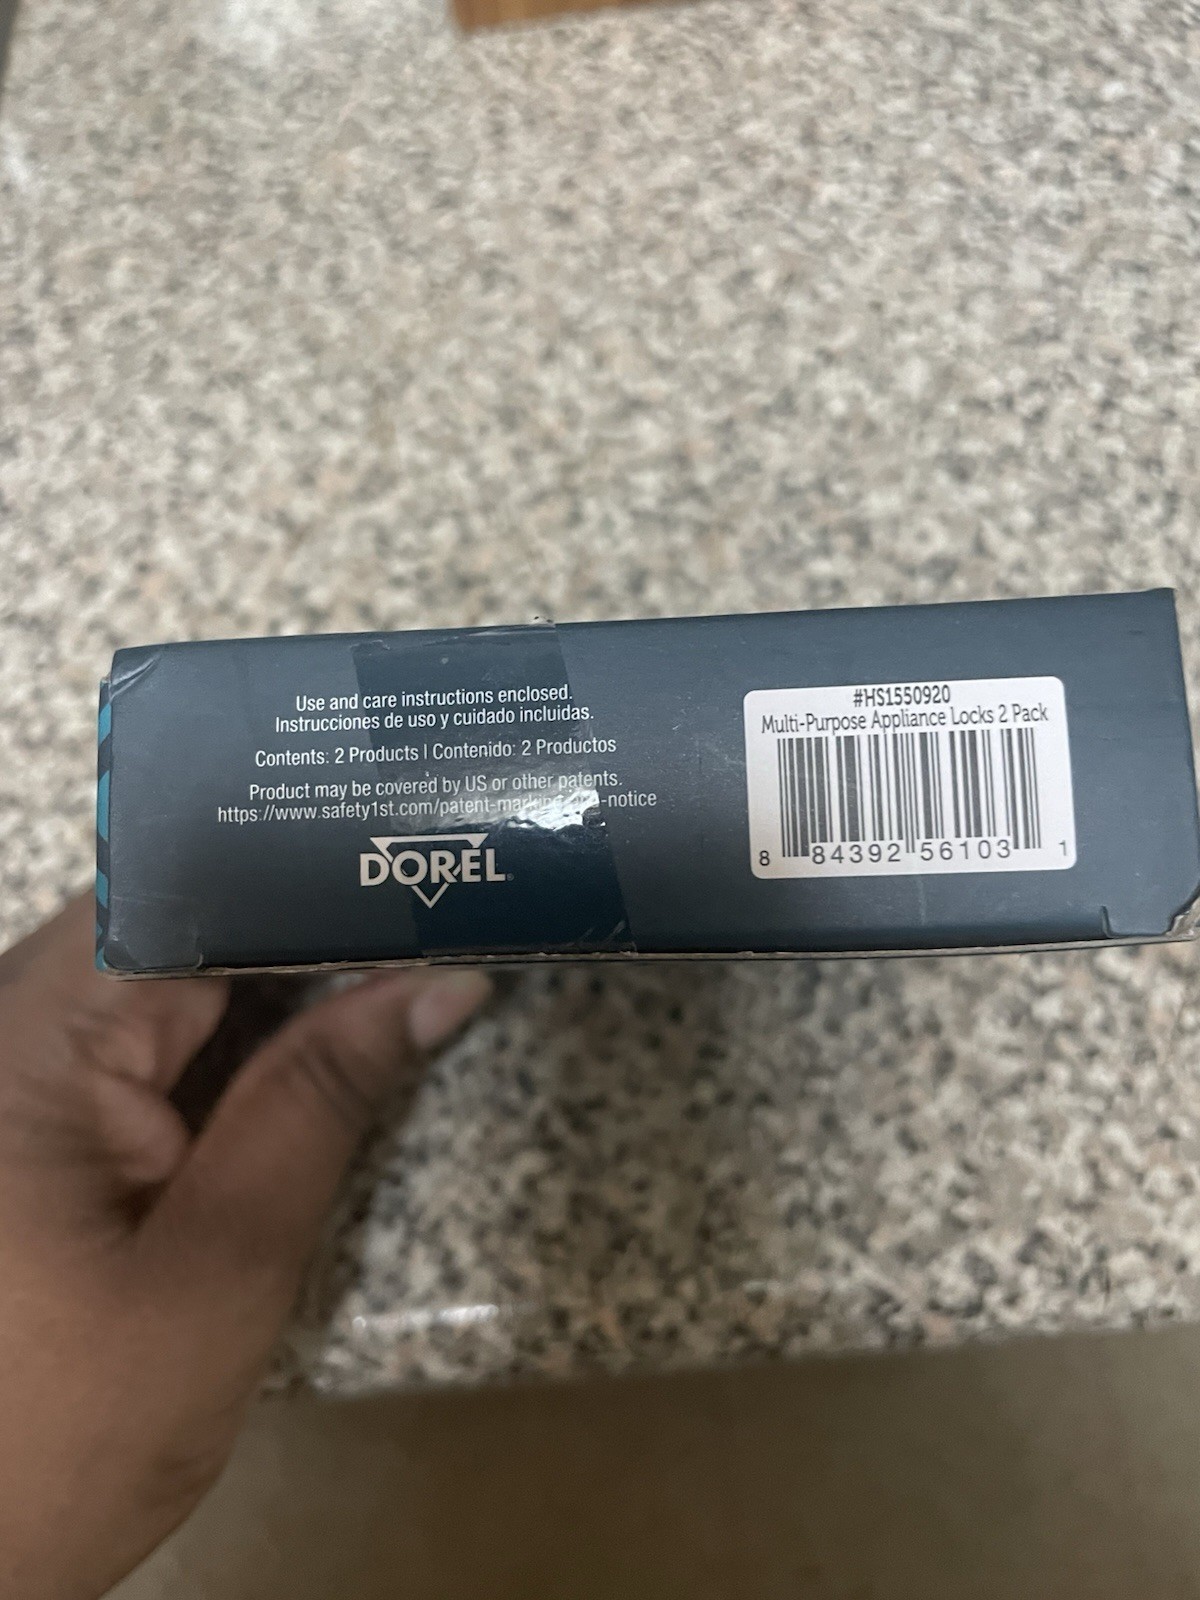 Use and care instructions enclosed.
Instrucciones de uso y cuidado incluidas.
Contents: 2 Products | Contenido: 2 Productos
Product may be covered by US or other patents.
https://www.safety1st.com/patent-marking-and-notice
DOREL
#HS1550920
Multi-Purpose Appliance Locks 2 Pack
8 84392 56103 1